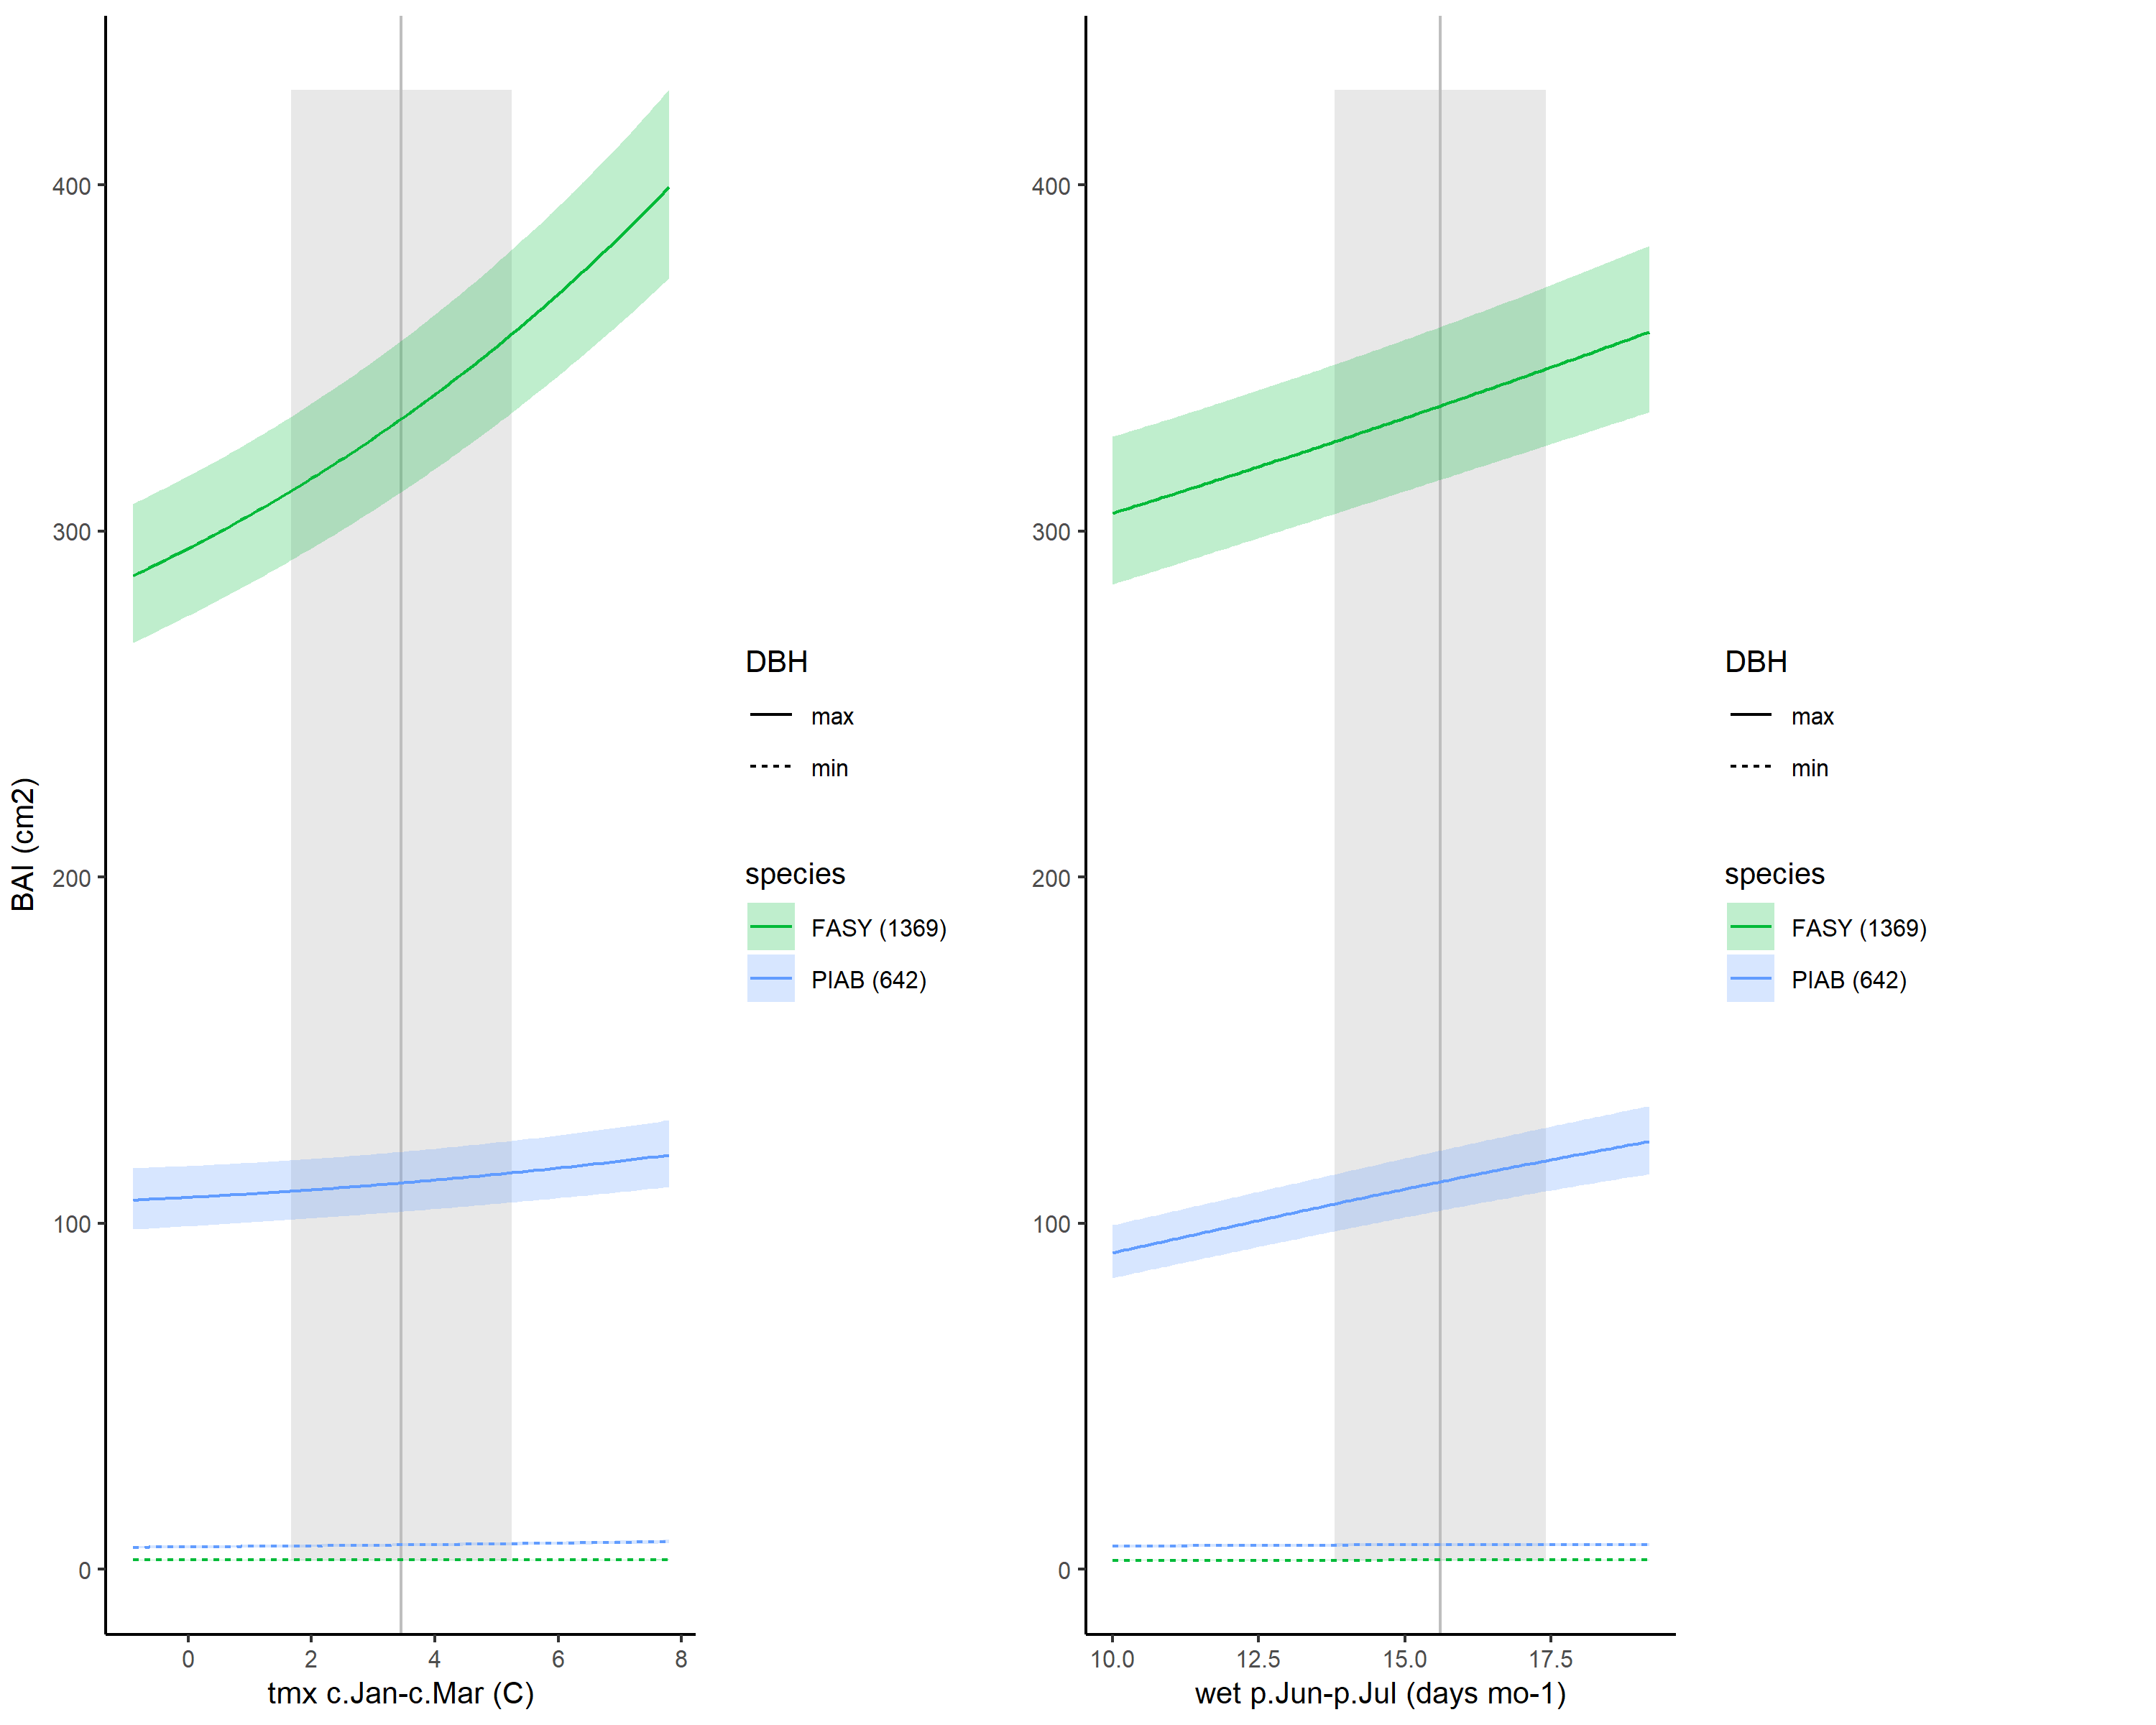 BAI (cm2)
400
300
200
100
0
0 2 4 6 8
tmx c.Jan-c.Mar (C)
DBH
max
min
species
FASY (1369)
PIAB (642)
400
300
200
100
0
10.0 12.5 15.0 17.5
wet p.Jun-p.Jul (days mo-1)
DBH
max
min
species
FASY (1369)
PIAB (642)